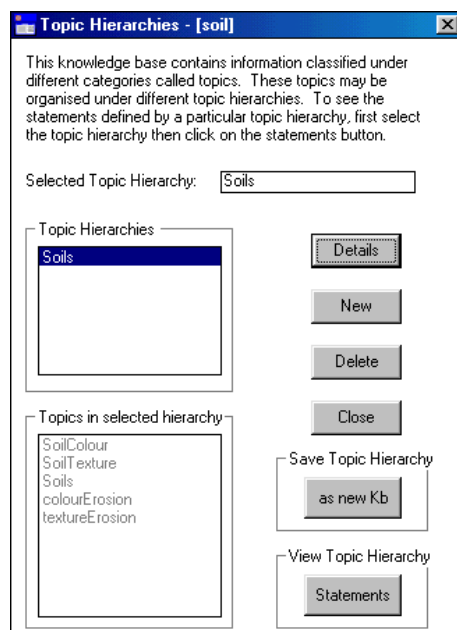 Topic Hierarchies - [soil]
This knowledge base contains information classified under
different categories called topics. These topics may be
organised under different topic hierarchies. To see the
statements defined by a particular topic hierarchy, first select
the topic hierarchy then click on the statements button.
Selected Topic Hierarchy: Soils
Topic Hierarchies
Soils
Details
New
Delete
Close
Topics in selected hierarchy
SoilColour
SoilTexture
Soils
colourErosion
textureErosion
Save Topic Hierarchy
as new Kb
View Topic Hierarchy
Statements